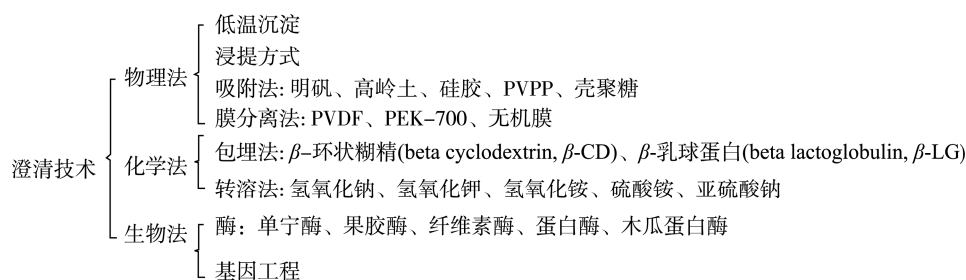 澄清技术
物理法
低温沉淀
浸提方式
吸附法: 明矾、高岭土、硅胶、PVPP、壳聚糖
膜分离法: PVDF、PEK-700、无机膜
化学法
包埋法: β-环状糊精(beta cyclodextrin, β-CD)、β-乳球蛋白(beta lactoglobulin, β-LG)
转溶法: 氢氧化钠、氢氧化钾、氢氧化铵、硫酸铵、亚硫酸钠
生物法
酶: 单宁酶、果胶酶、纤维素酶、蛋白酶、木瓜蛋白酶
基因工程